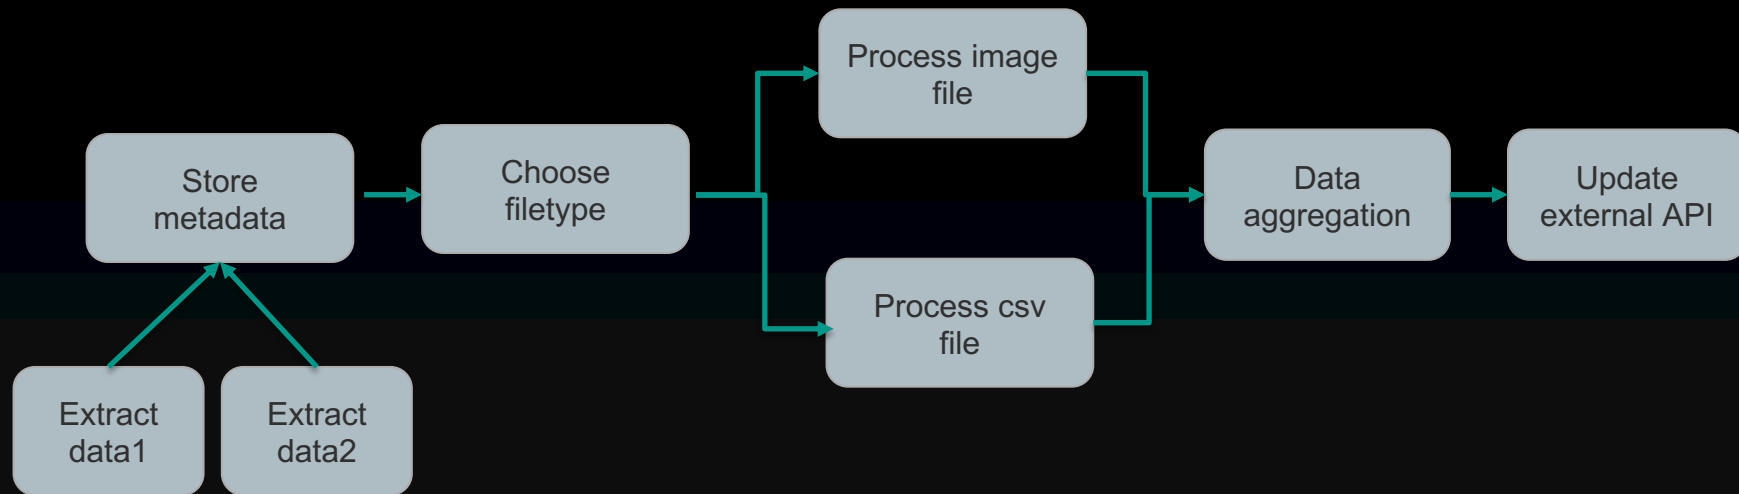 Process image
file
Store
metadata
Choose
filetype
Data
aggregation
Update
external API
Process csv
file
Extract
data1
Extract
data2